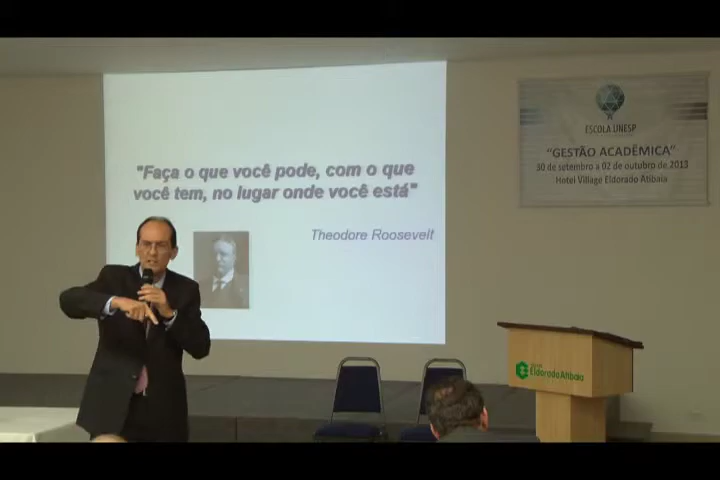 "Faça o que você pode, com o que
você tem, no lugar onde você está"
Theodore Roosevelt
ESCOLA UNESP
"GESTÃO ACADÊMICA"
30 de setembro a 02 de outubro de 2013
Hotel Village Eldorado Atibaia
Eldorado Atibaia